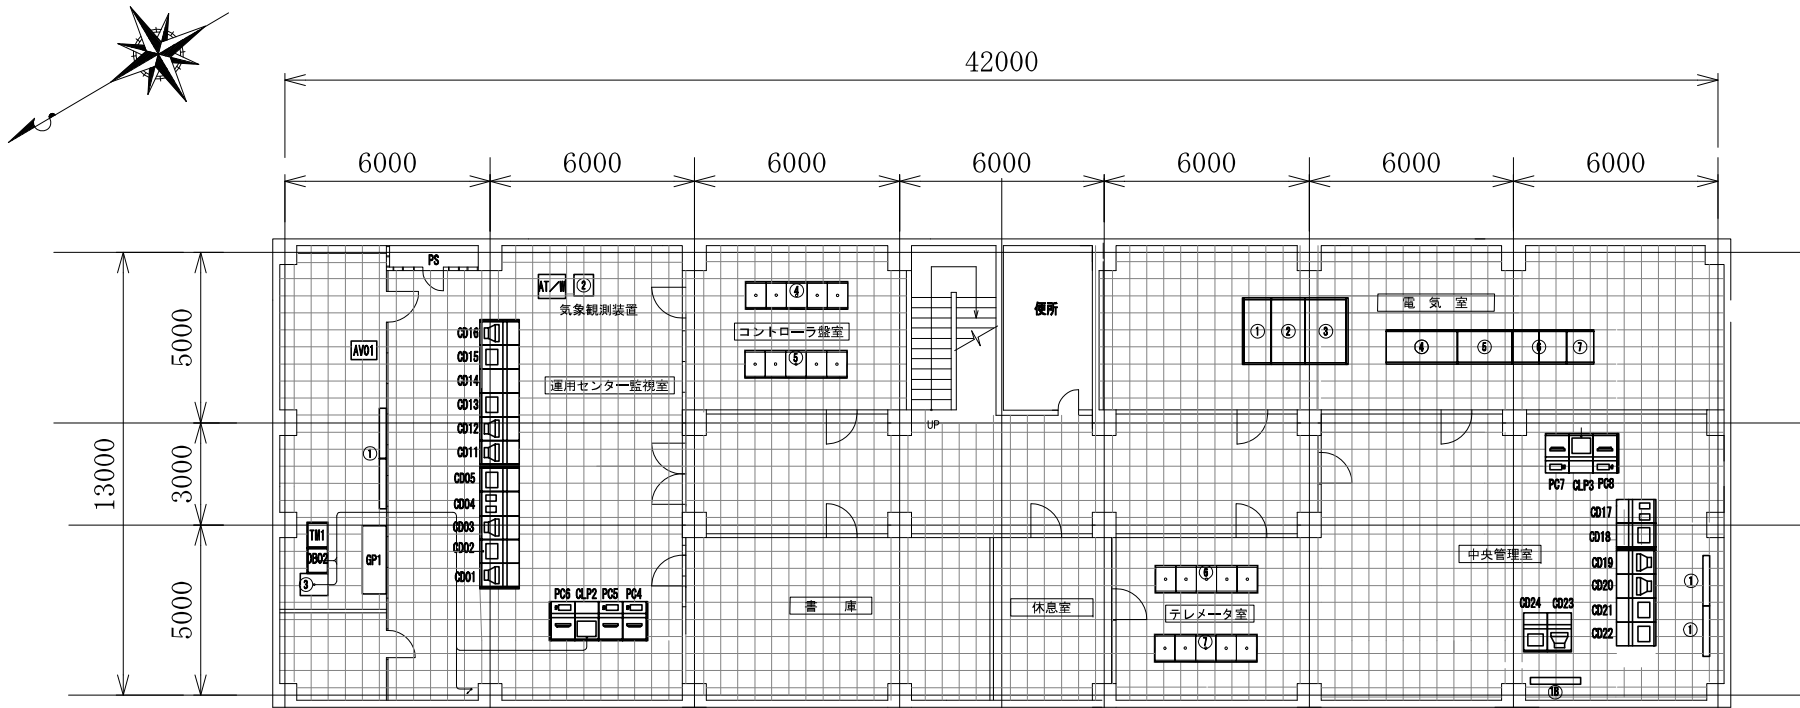 42000
6000 6000 6000 6000 6000 6000 6000
13000
5000
3000
5000
PS
AT/W ②
気象観測装置
AV01
CD16
CD15
CD14
CD13
CD12
CD11
CD05
CD04
CD03
CD02
CD01
運用センター監視室
①
TM1
DB02
③
GP1
PC6 CLP2 PC5 PC4
④
コントローラ盤室
⑤
UP
便所
書 庫
休息室
⑥
テレメータ室
⑦
電 気 室
① ② ③
④ ⑤ ⑥ ⑦
PC7 CLP3 PC8
中央管理室
CD17
CD18
CD19
CD20
CD21
CD22
CD24 CD23
①
①
⑱